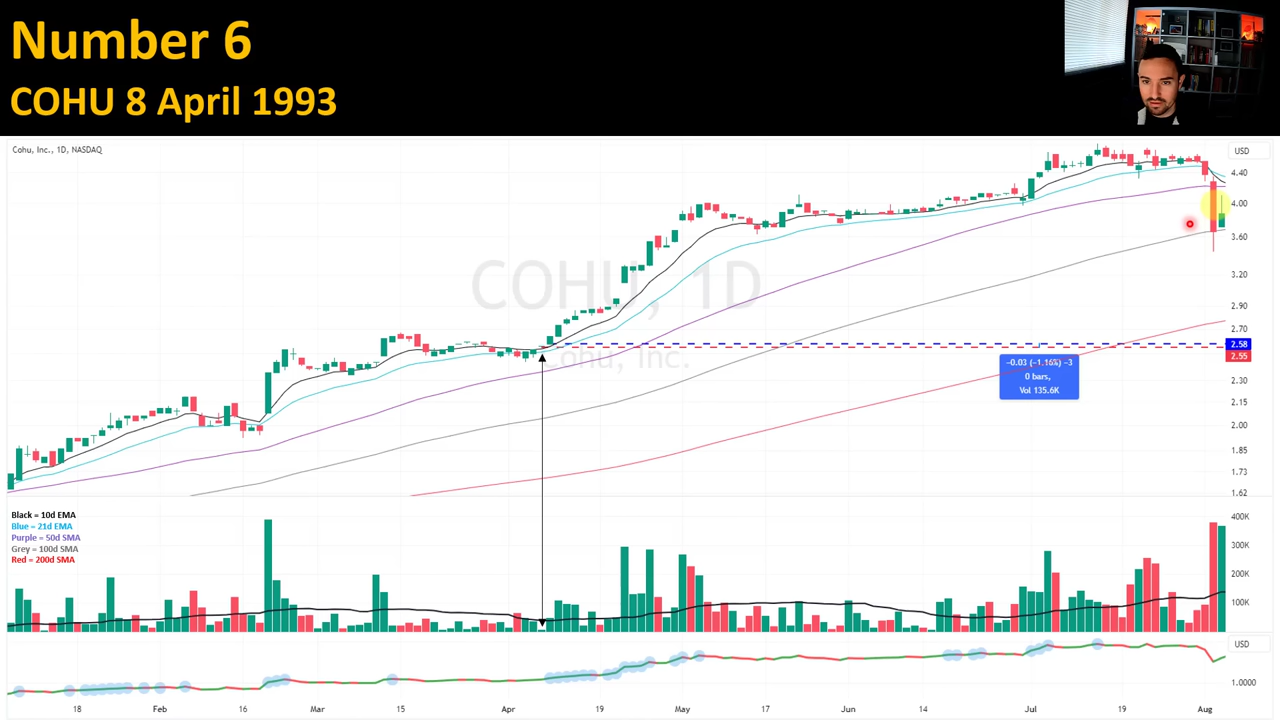 Number 6
COHU 8 April 1993
Cohu, Inc., 1D, NASDAQ
USD
4.40
4.00
3.60
3.20
2.90
2.70
2.58
2.55
2.30
2.15
2.00
1.85
1.73
1.62
COHU, 1D
Cohu, Inc.
−0.03 (−1.16%) −3
0 bars,
Vol 135.6K
Black = 10d EMA
Blue = 21d EMA
Purple = 50d SMA
Grey = 100d SMA
Red = 200d SMA
400K
300K
200K
100K
USD
1.0000
18 Feb 16 Mar 15 Apr 19 May 17 Jun 14 Jul 19 Aug